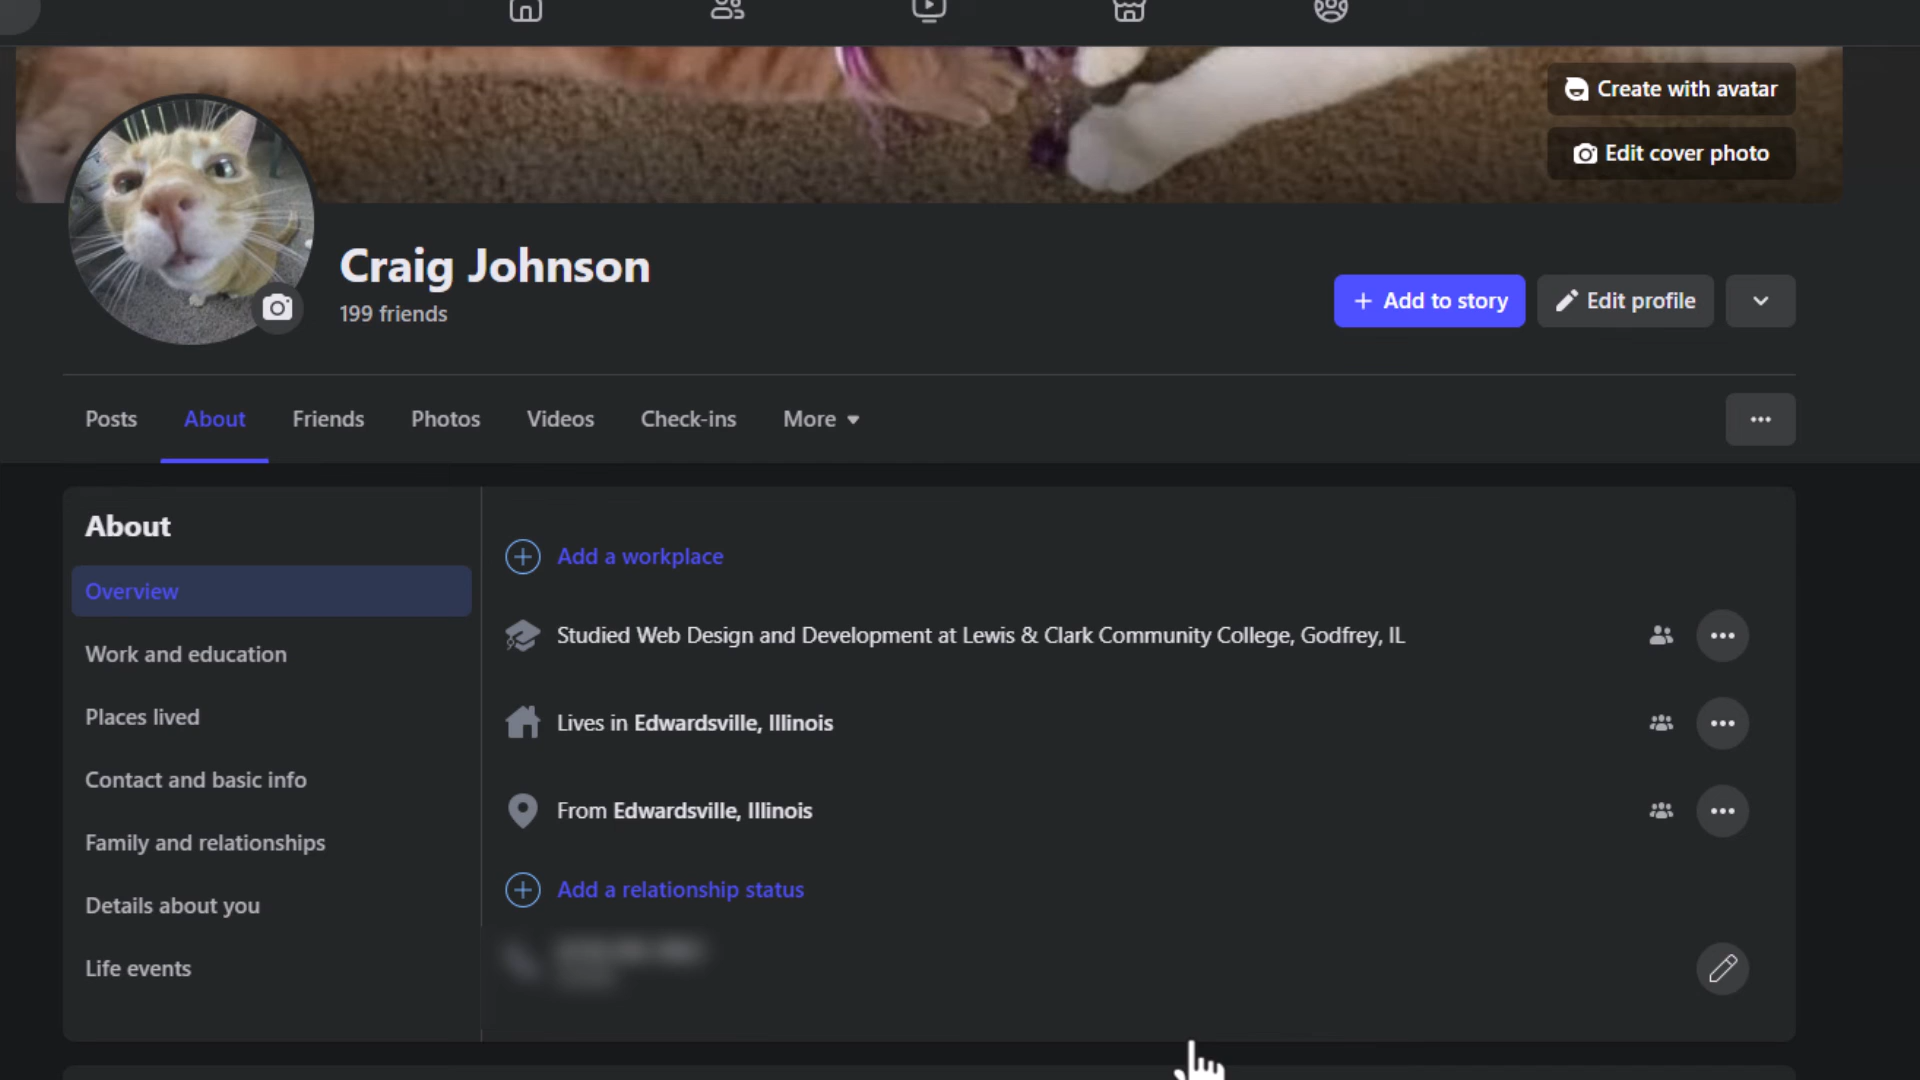 Create with avatar
Edit cover photo
Craig Johnson
199 friends
+ Add to story
Edit profile
Posts
About
Friends
Photos
Videos
Check-ins
More
About
Overview
Work and education
Places lived
Contact and basic info
Family and relationships
Details about you
Life events
Add a workplace
Studied Web Design and Development at Lewis & Clark Community College, Godfrey, IL
Lives in Edwardsville, Illinois
From Edwardsville, Illinois
Add a relationship status